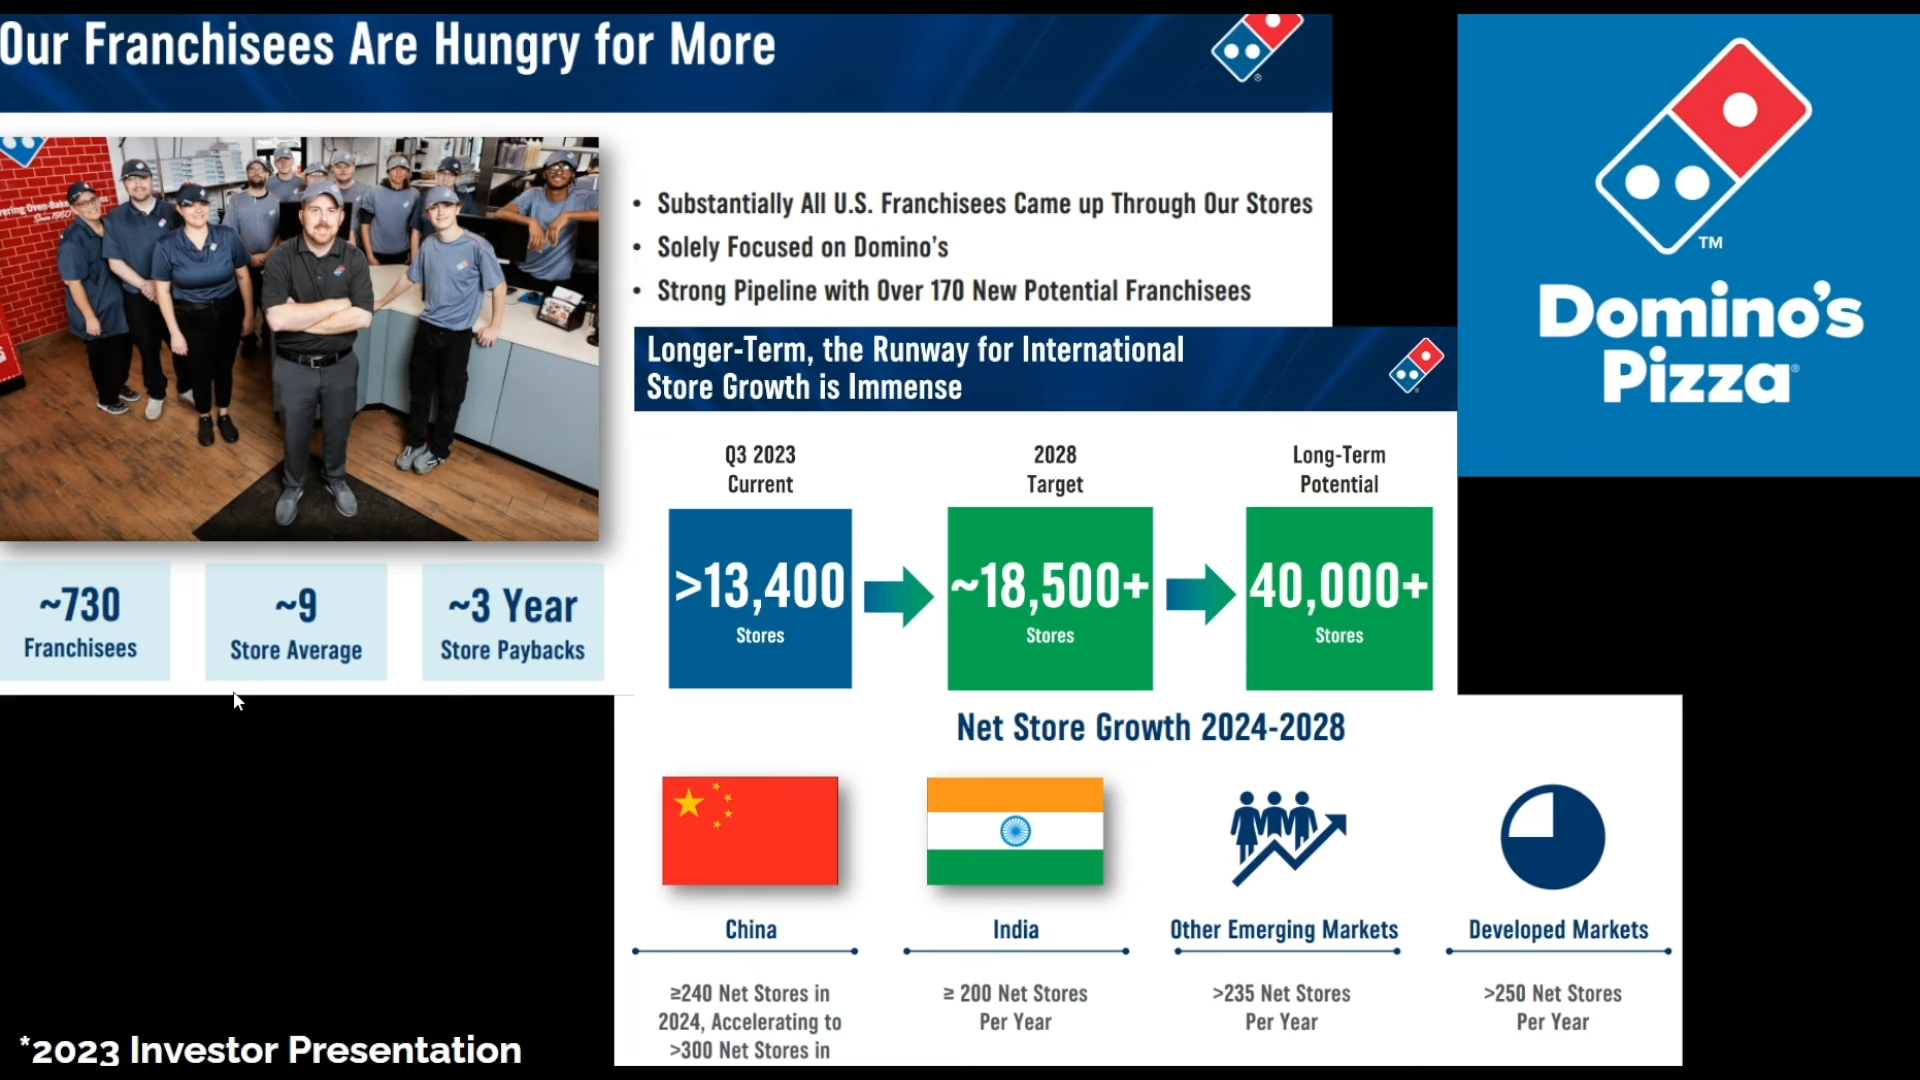 Our Franchisees Are Hungry for More
• Substantially All U.S. Franchisees Came up Through Our Stores
• Solely Focused on Domino's
• Strong Pipeline with Over 170 New Potential Franchisees
~730
Franchisees
~9
Store Average
~3 Year
Store Paybacks
Longer-Term, the Runway for International
Store Growth is Immense
Q3 2023
Current
>13,400
Stores
2028
Target
~18,500+
Stores
Long-Term
Potential
40,000+
Stores
TM
Domino's
Pizza®
Net Store Growth 2024-2028
China
≥240 Net Stores in
2024, Accelerating to
>300 Net Stores in
India
≥ 200 Net Stores
Per Year
Other Emerging Markets
>235 Net Stores
Per Year
Developed Markets
>250 Net Stores
Per Year
*2023 Investor Presentation